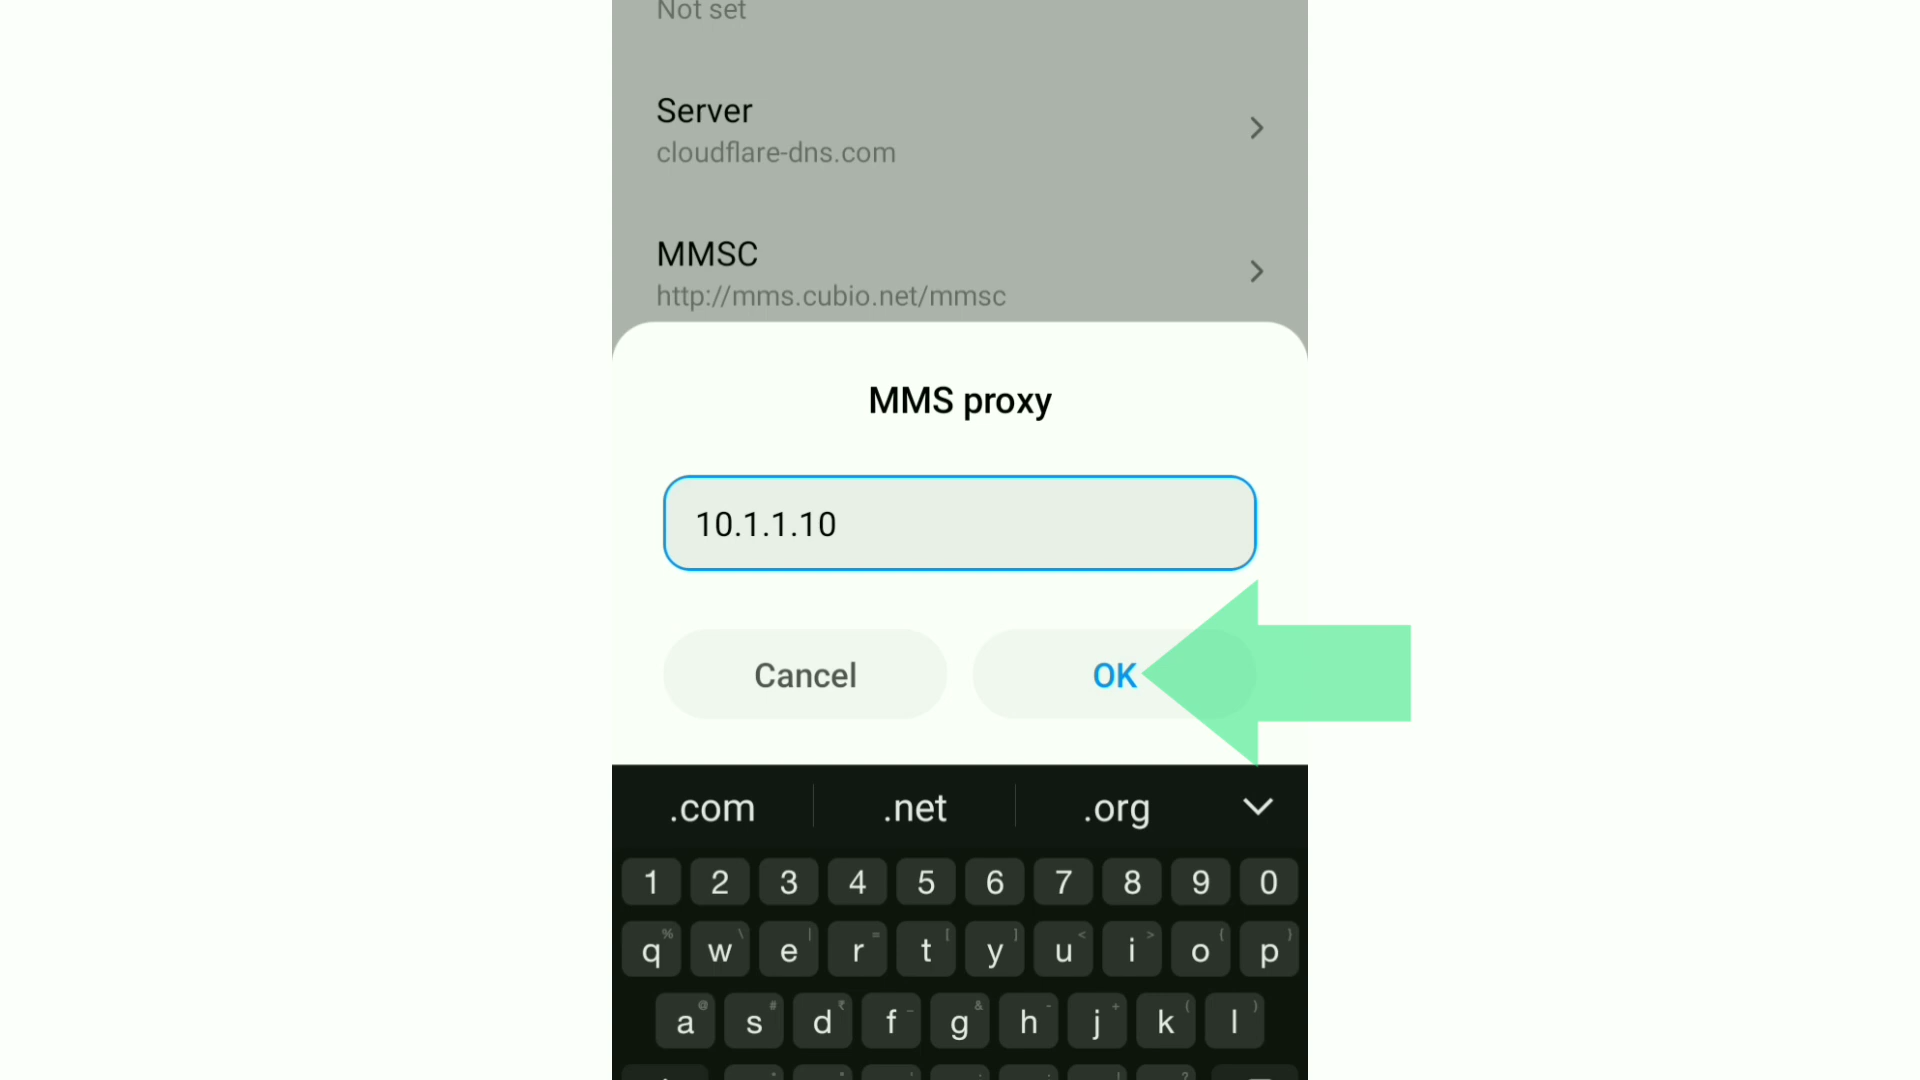 Not set
Server
cloudflare-dns.com
MMSC
http://mms.cubio.net/mmsc
MMS proxy
10.1.1.10
Cancel OK
.com .net .org
1 2 3 4 5 6 7 8 9 0
% \ | = [ ] < > { }
q w e r t y u i o p
@ # ₹ _ & - + ( )
a s d f g h j k l